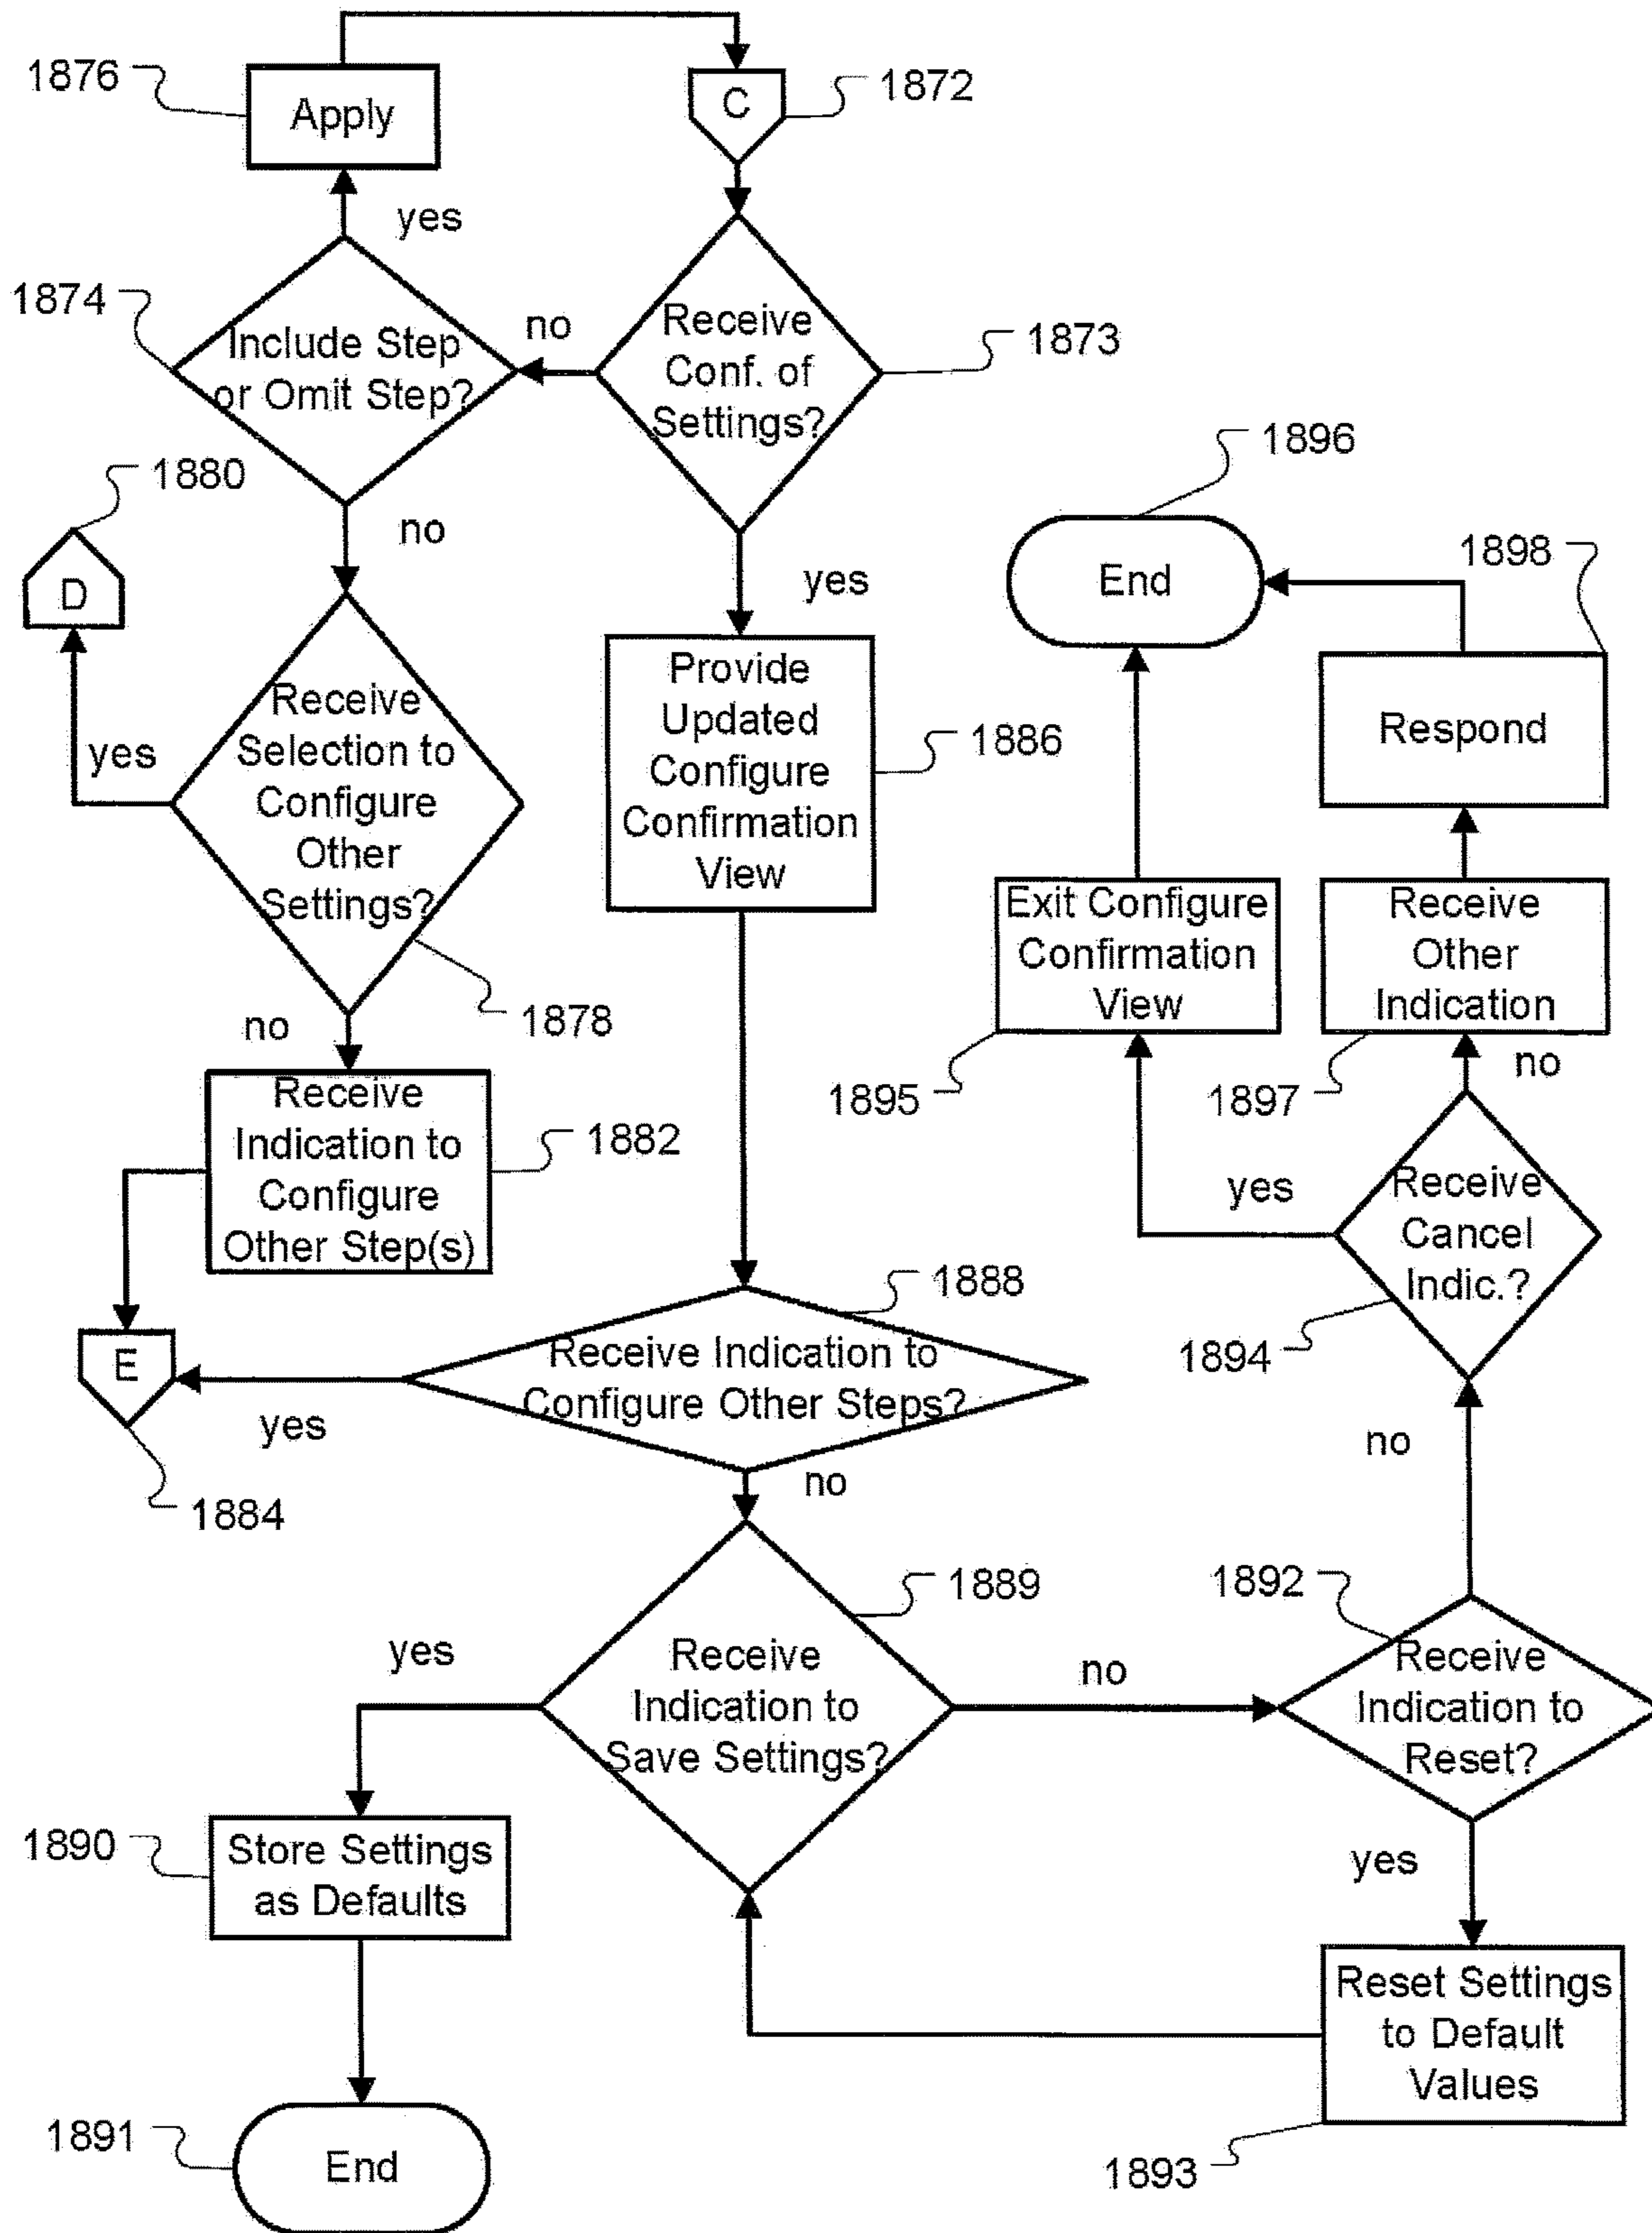 1876
Apply
C
1872
yes
1874
Include Step
or Omit Step?
no
Receive
Conf. of
Settings?
1873
1880
D
no
yes
1896
End
1898
Respond
yes
Receive
Selection to
Configure
Other
Settings?
1878
Provide
Updated
Configure
Confirmation
View
1886
Exit Configure
Confirmation
View
1895
Receive
Other
Indication
1897
no
no
Receive
Indication to
Configure
Other Step(s)
1882
yes
Receive
Cancel
Indic.?
1894
E
1884
yes
1888
Receive Indication to
Configure Other Steps?
no
no
1889
Receive
Indication to
Save Settings?
yes
no
1892
Receive
Indication to
Reset?
yes
1890
Store Settings
as Defaults
Reset Settings
to Default
Values
1893
1891
End